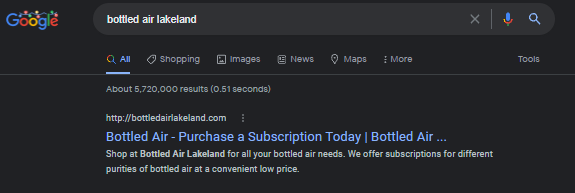 Google
bottled air lakeland
All Shopping Images News Maps More Tools
About 5,720,000 results (0.51 seconds)
http://bottledairlakeland.com
Bottled Air - Purchase a Subscription Today | Bottled Air ...
Shop at Bottled Air Lakeland for all your bottled air needs. We offer subscriptions for different
purities of bottled air at a convenient low price.